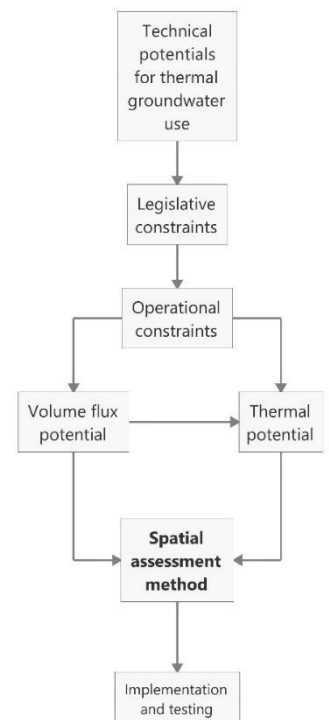 Technical
potentials
for thermal
groundwater
use
Legislative
constraints
Operational
constraints
Volume flux
potential
Thermal
potential
Spatial
assessment
method
Implementation
and testing